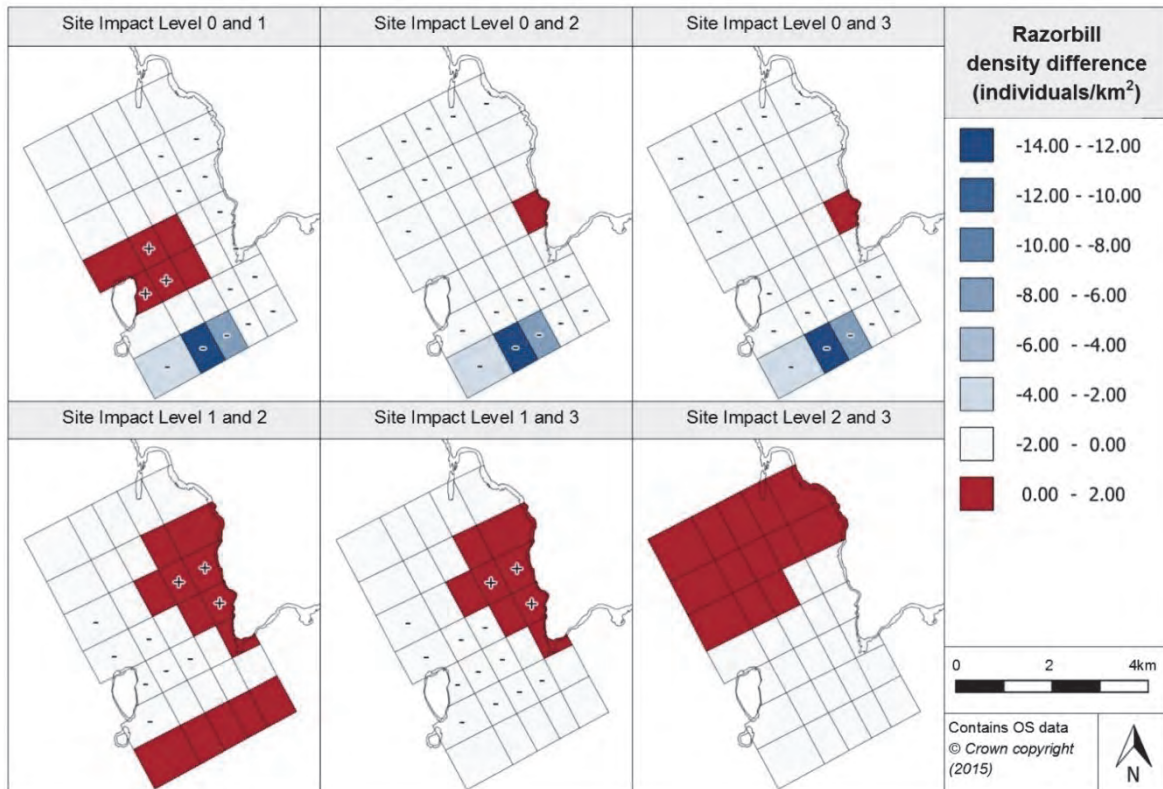 Site Impact Level 0 and 1
Site Impact Level 0 and 2
Site Impact Level 0 and 3
Site Impact Level 1 and 2
Site Impact Level 1 and 3
Site Impact Level 2 and 3
Razorbill
density difference
(individuals/km²)
-14.00 - -12.00
-12.00 - -10.00
-10.00 - -8.00
-8.00 - -6.00
-6.00 - -4.00
-4.00 - -2.00
-2.00 - 0.00
0.00 - 2.00
0 2 4km
Contains OS data
© Crown copyright
(2015)
N